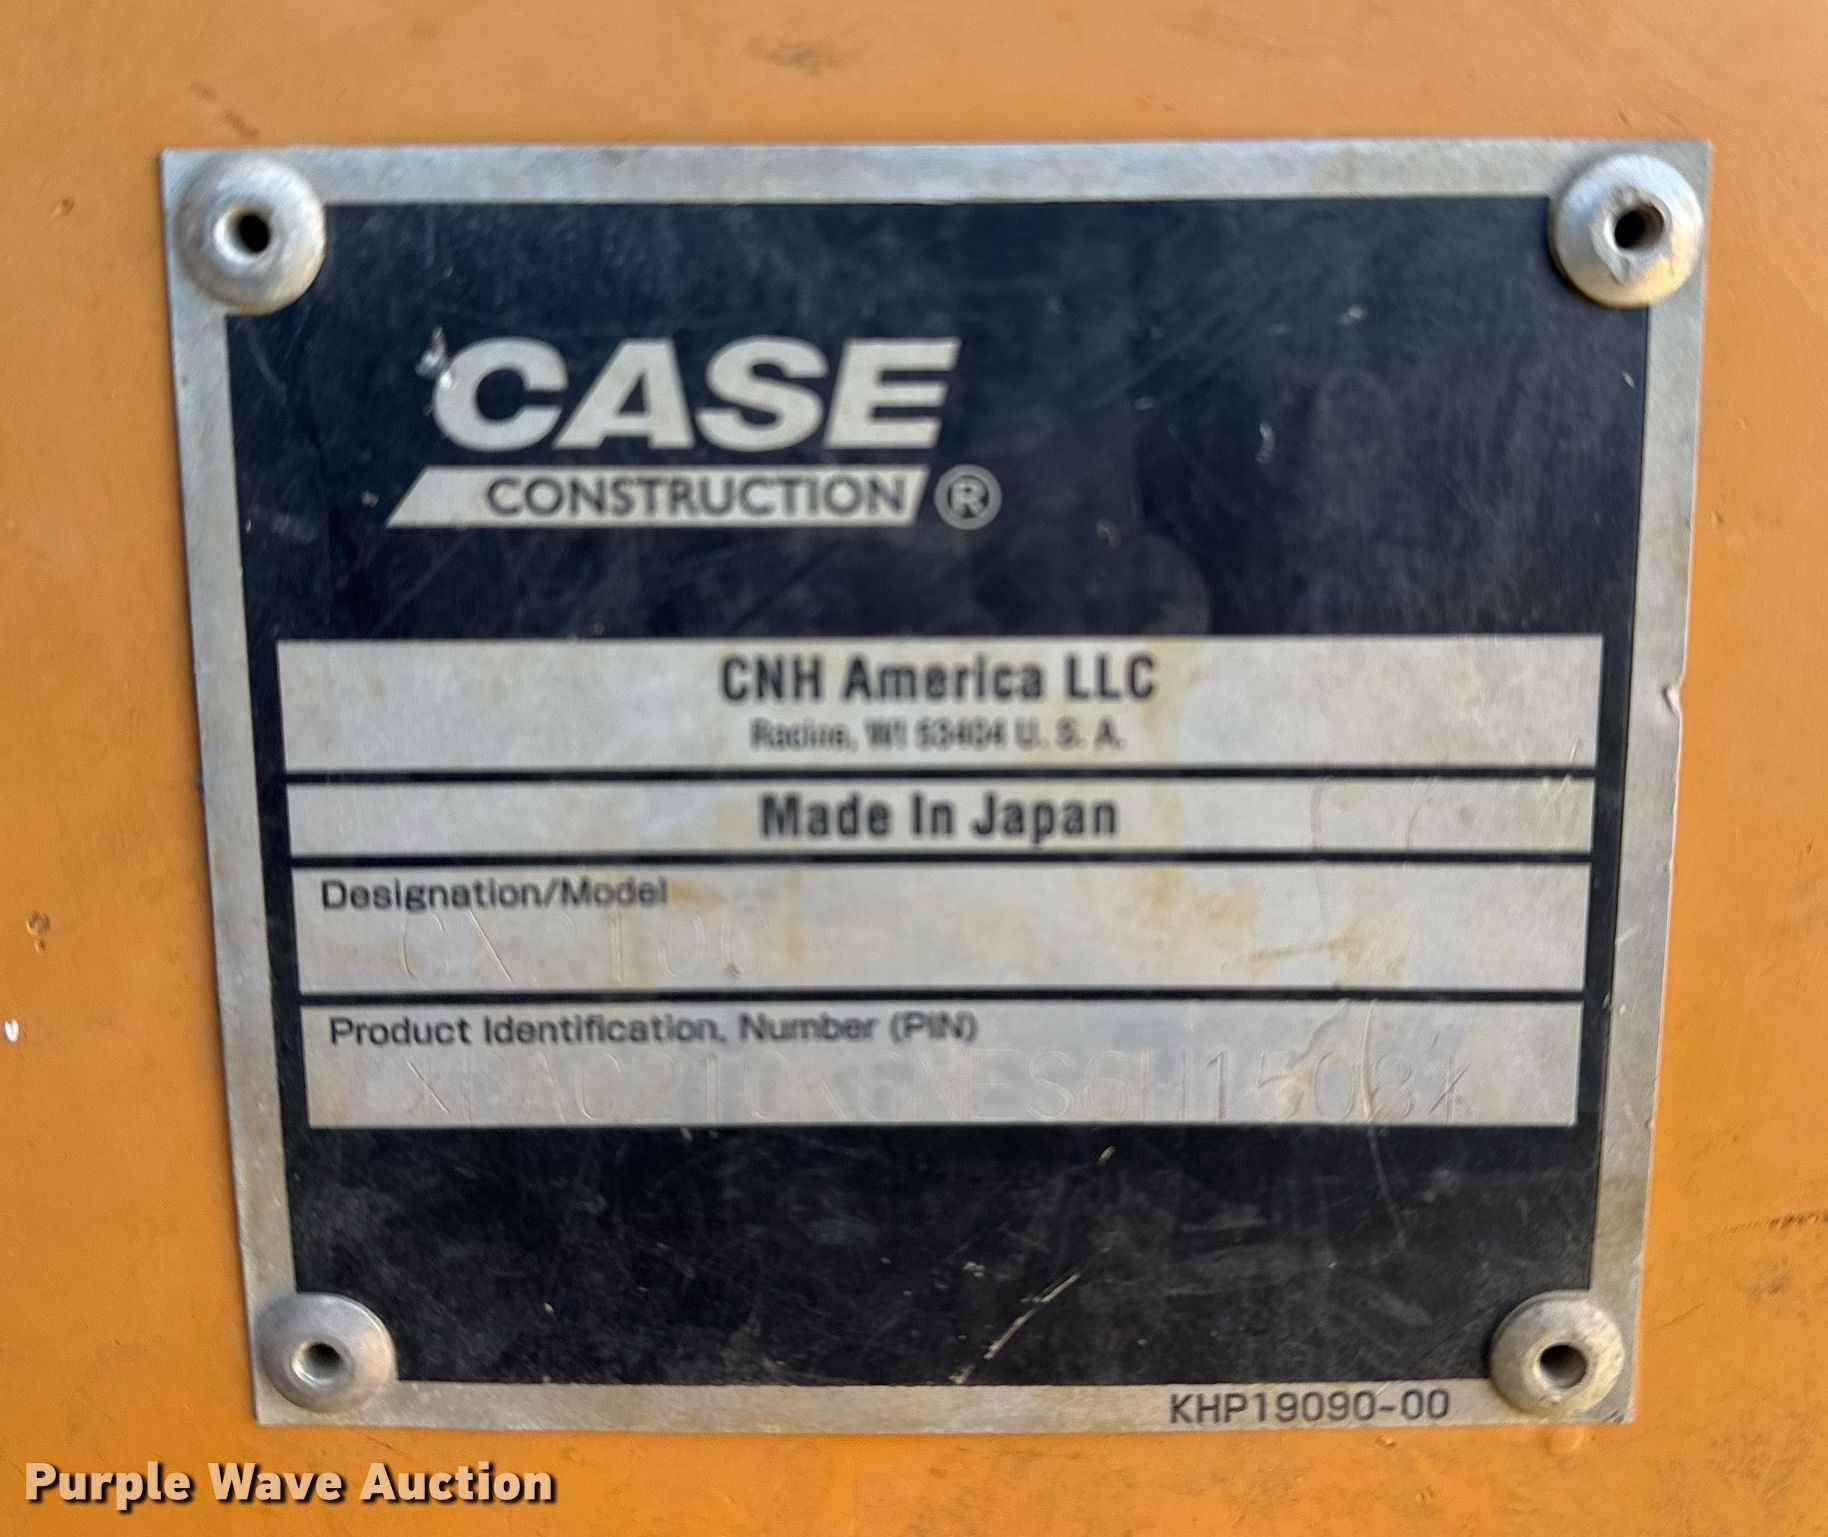 CASE
CONSTRUCTION ®
CNH America LLC
Racine, WI 53404 U. S. A.
Made In Japan
Designation/Model
Product Identification, Number (PIN)
KHP19090-00
Purple Wave Auction